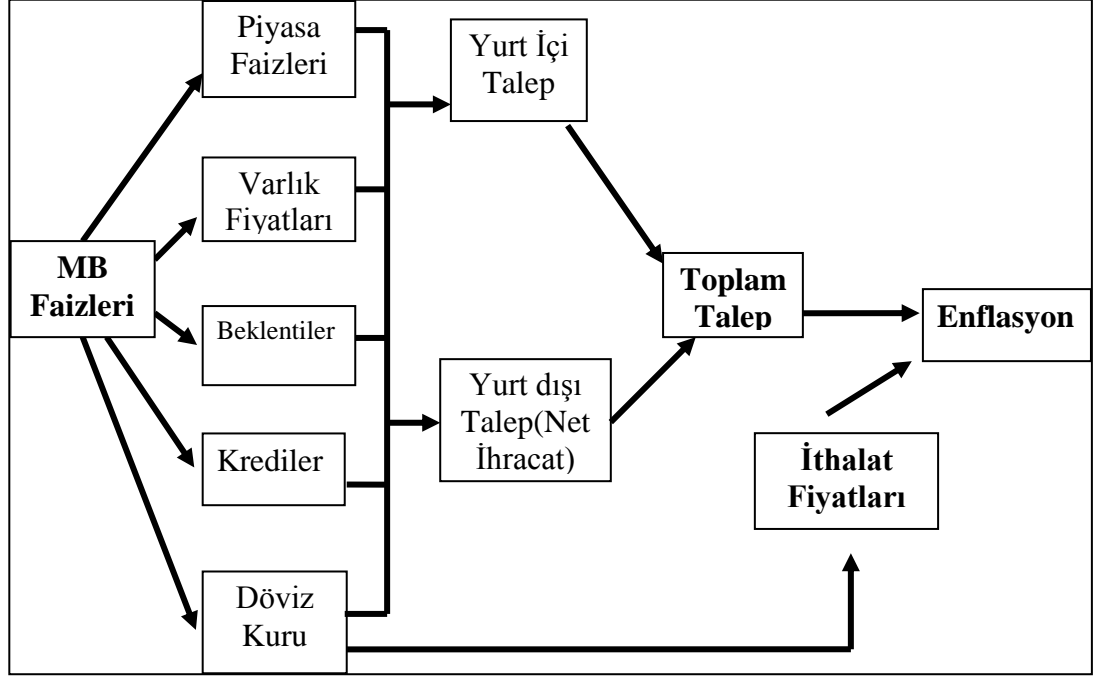 Piyasa
Faizleri
Yurt İçi
Talep
Varlık
Fiyatları
MB
Faizleri
Toplam
Talep
Enflasyon
Beklentiler
Yurt dışı
Talep(Net
İhracat)
Krediler
İthalat
Fiyatları
Döviz
Kuru